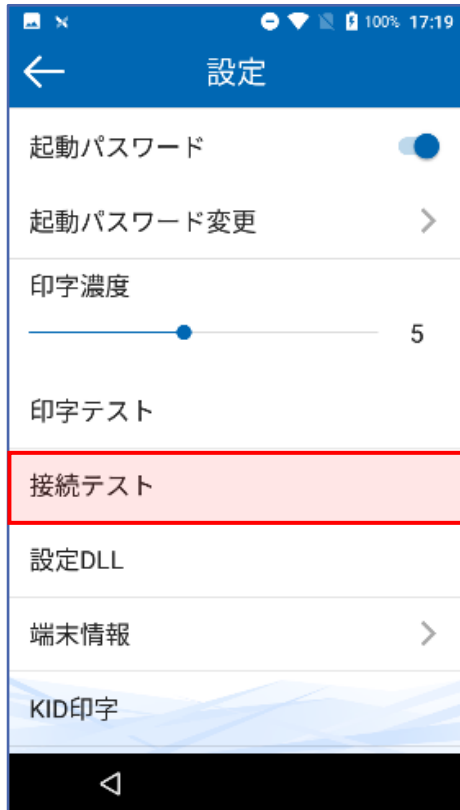 100% 17:19
設定
起動パスワード
起動パスワード変更
印字濃度
5
印字テスト
接続テスト
設定DLL
端末情報
KID印字